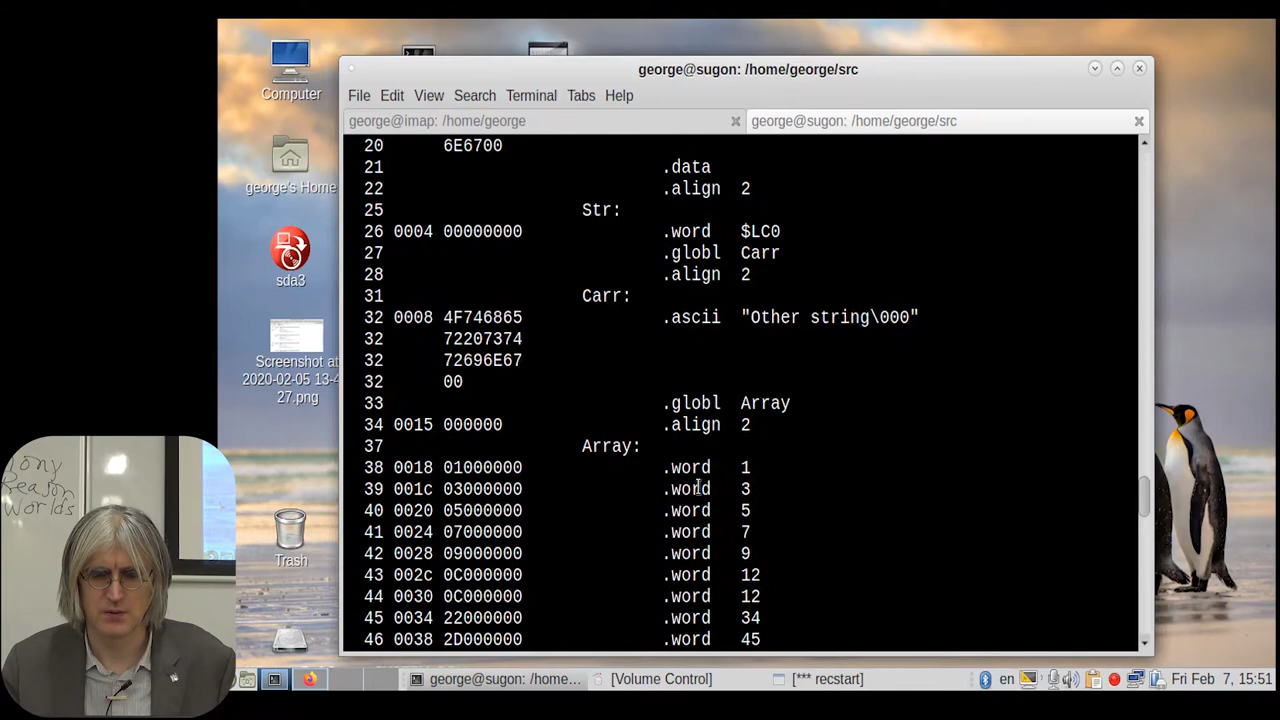 george@sugon: /home/george/src
File Edit View Search Terminal Tabs Help
george@imap: /home/george
george@sugon: /home/george/src
20 6E6700
21 .data
22 .align 2
25 Str:
26 0004 00000000 .word $LC0
27 .globl Carr
28 .align 2
31 Carr:
32 0008 4F746865 .ascii "Other string\000"
32 72207374
32 72696E67
32 00
33 .globl Array
34 0015 000000 .align 2
37 Array:
38 0018 01000000 .word 1
39 001c 03000000 .word 3
40 0020 05000000 .word 5
41 0024 07000000 .word 7
42 0028 09000000 .word 9
43 002c 0C000000 .word 12
44 0030 0C000000 .word 12
45 0034 22000000 .word 34
46 0038 2D000000 .word 45
Computer
george's Home
sda3
Screenshot at
2020-02-05 13-4
27.png
Trash
Tony
Reason
Worlds
george@sugon: /home...
[Volume Control]
[*** recstart]
en
Fri Feb 7, 15:51